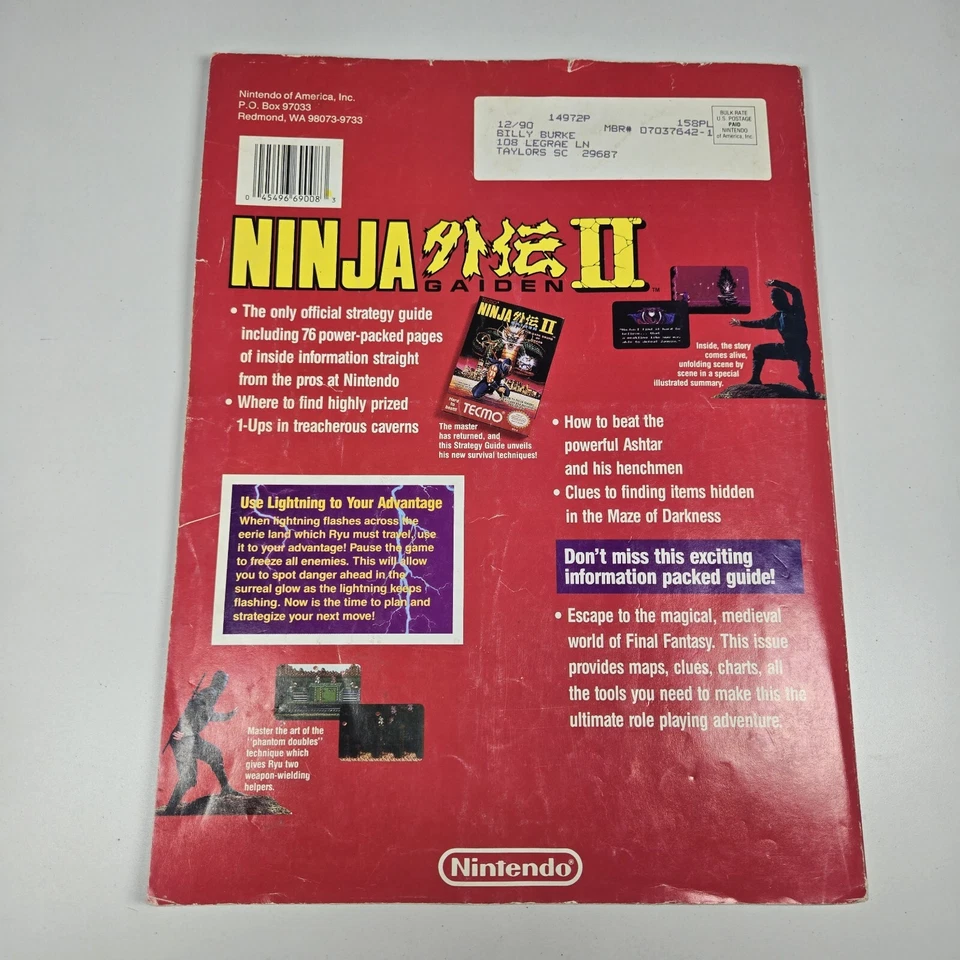 Nintendo of America, Inc.
P.O. Box 97033
Redmond, WA 98073-9733
14972P
12/90
158PL
BILLY BURKE
MBR# 07037642-1
108 LEGRAE LN
TAYLORS SC 29687
BULK RATE
U.S. POSTAGE
PAID
NINTENDO
of America, Inc.
0 45496 69008 3
NINJA 外伝 II
GAIDEN
TM
• The only official strategy guide
including 76 power-packed pages
of inside information straight
from the pros at Nintendo
• Where to find highly prized
1-Ups in treacherous caverns
NINJA 外伝 II
TECMO
The master
has returned, and
this Strategy Guide unveils
his new survival techniques!
Inside, the story
comes alive,
unfolding scene by
scene in a special
illustrated summary.
• How to beat the
powerful Ashtar
and his henchmen
• Clues to finding items hidden
in the Maze of Darkness
Use Lightning to Your Advantage
When lightning flashes across the
eerie land which Ryu must travel, use
it to your advantage! Pause the game
to freeze all enemies. This will allow
you to spot danger ahead in the
surreal glow as the lightning keeps
flashing. Now is the time to plan and
strategize your next move!
Don't miss this exciting
information packed guide!
• Escape to the magical, medieval
world of Final Fantasy. This issue
provides maps, clues, charts, all
the tools you need to make this the
ultimate role playing adventure.
Master the art of the
"phantom doubles"
technique which
gives Ryu two
weapon-wielding
helpers.
Nintendo®